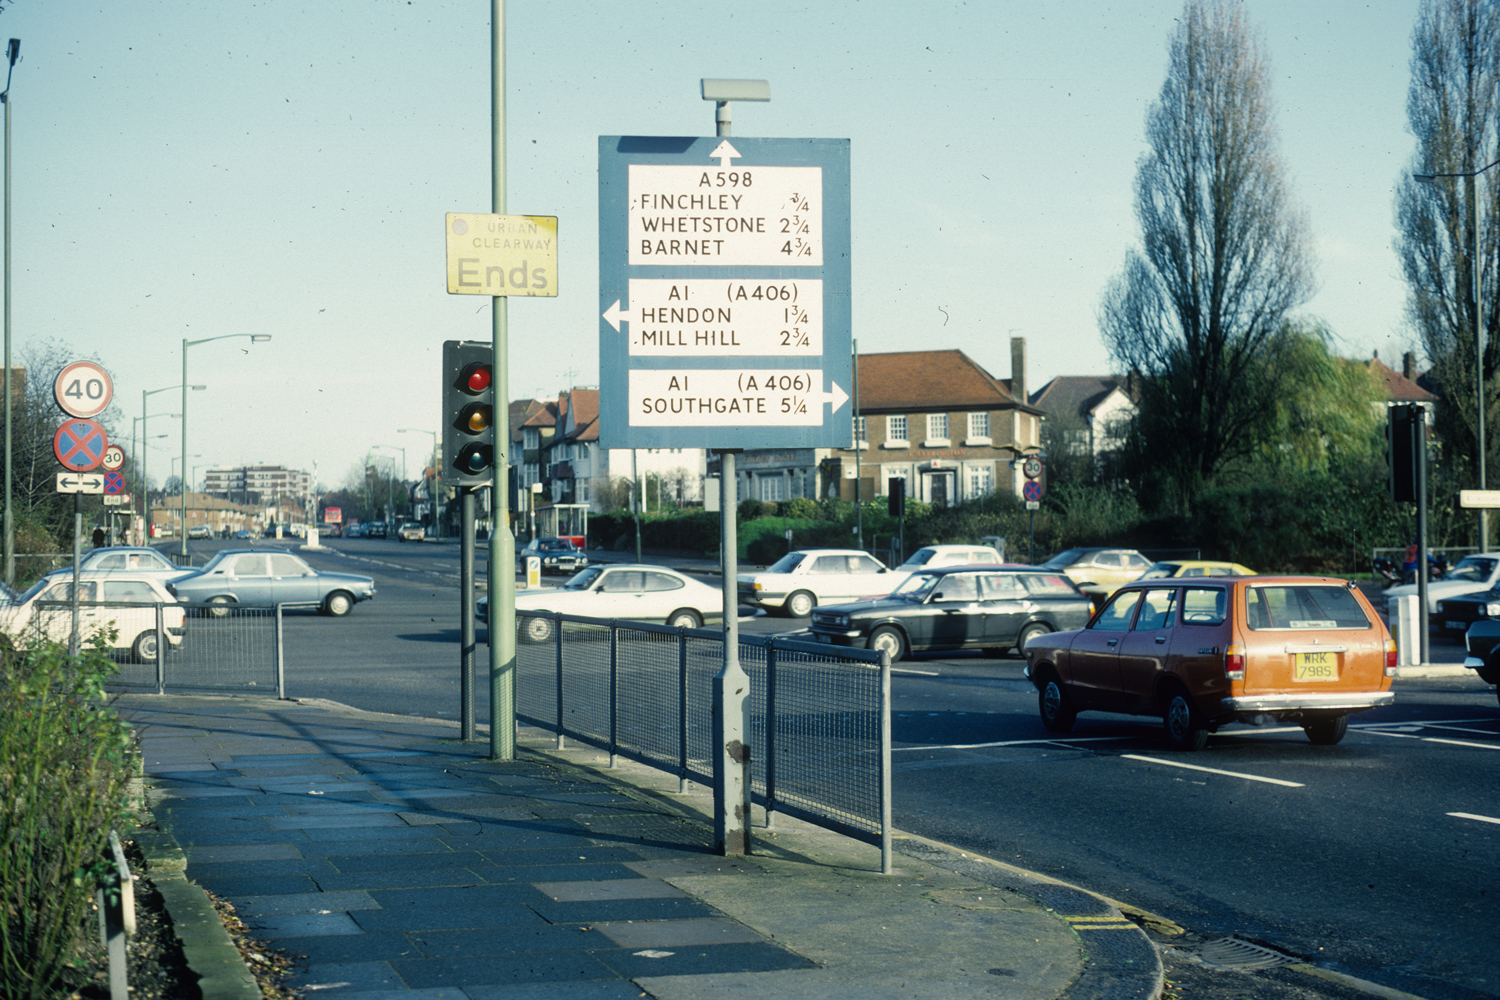 URBAN
CLEARWAY
Ends
A598
FINCHLEY ¾
WHETSTONE 2¾
BARNET 4¾
A1 (A406)
HENDON 1¾
MILL HILL 2¾
A1 (A406)
SOUTHGATE 5¼
40
30
End
30
WRK
798S